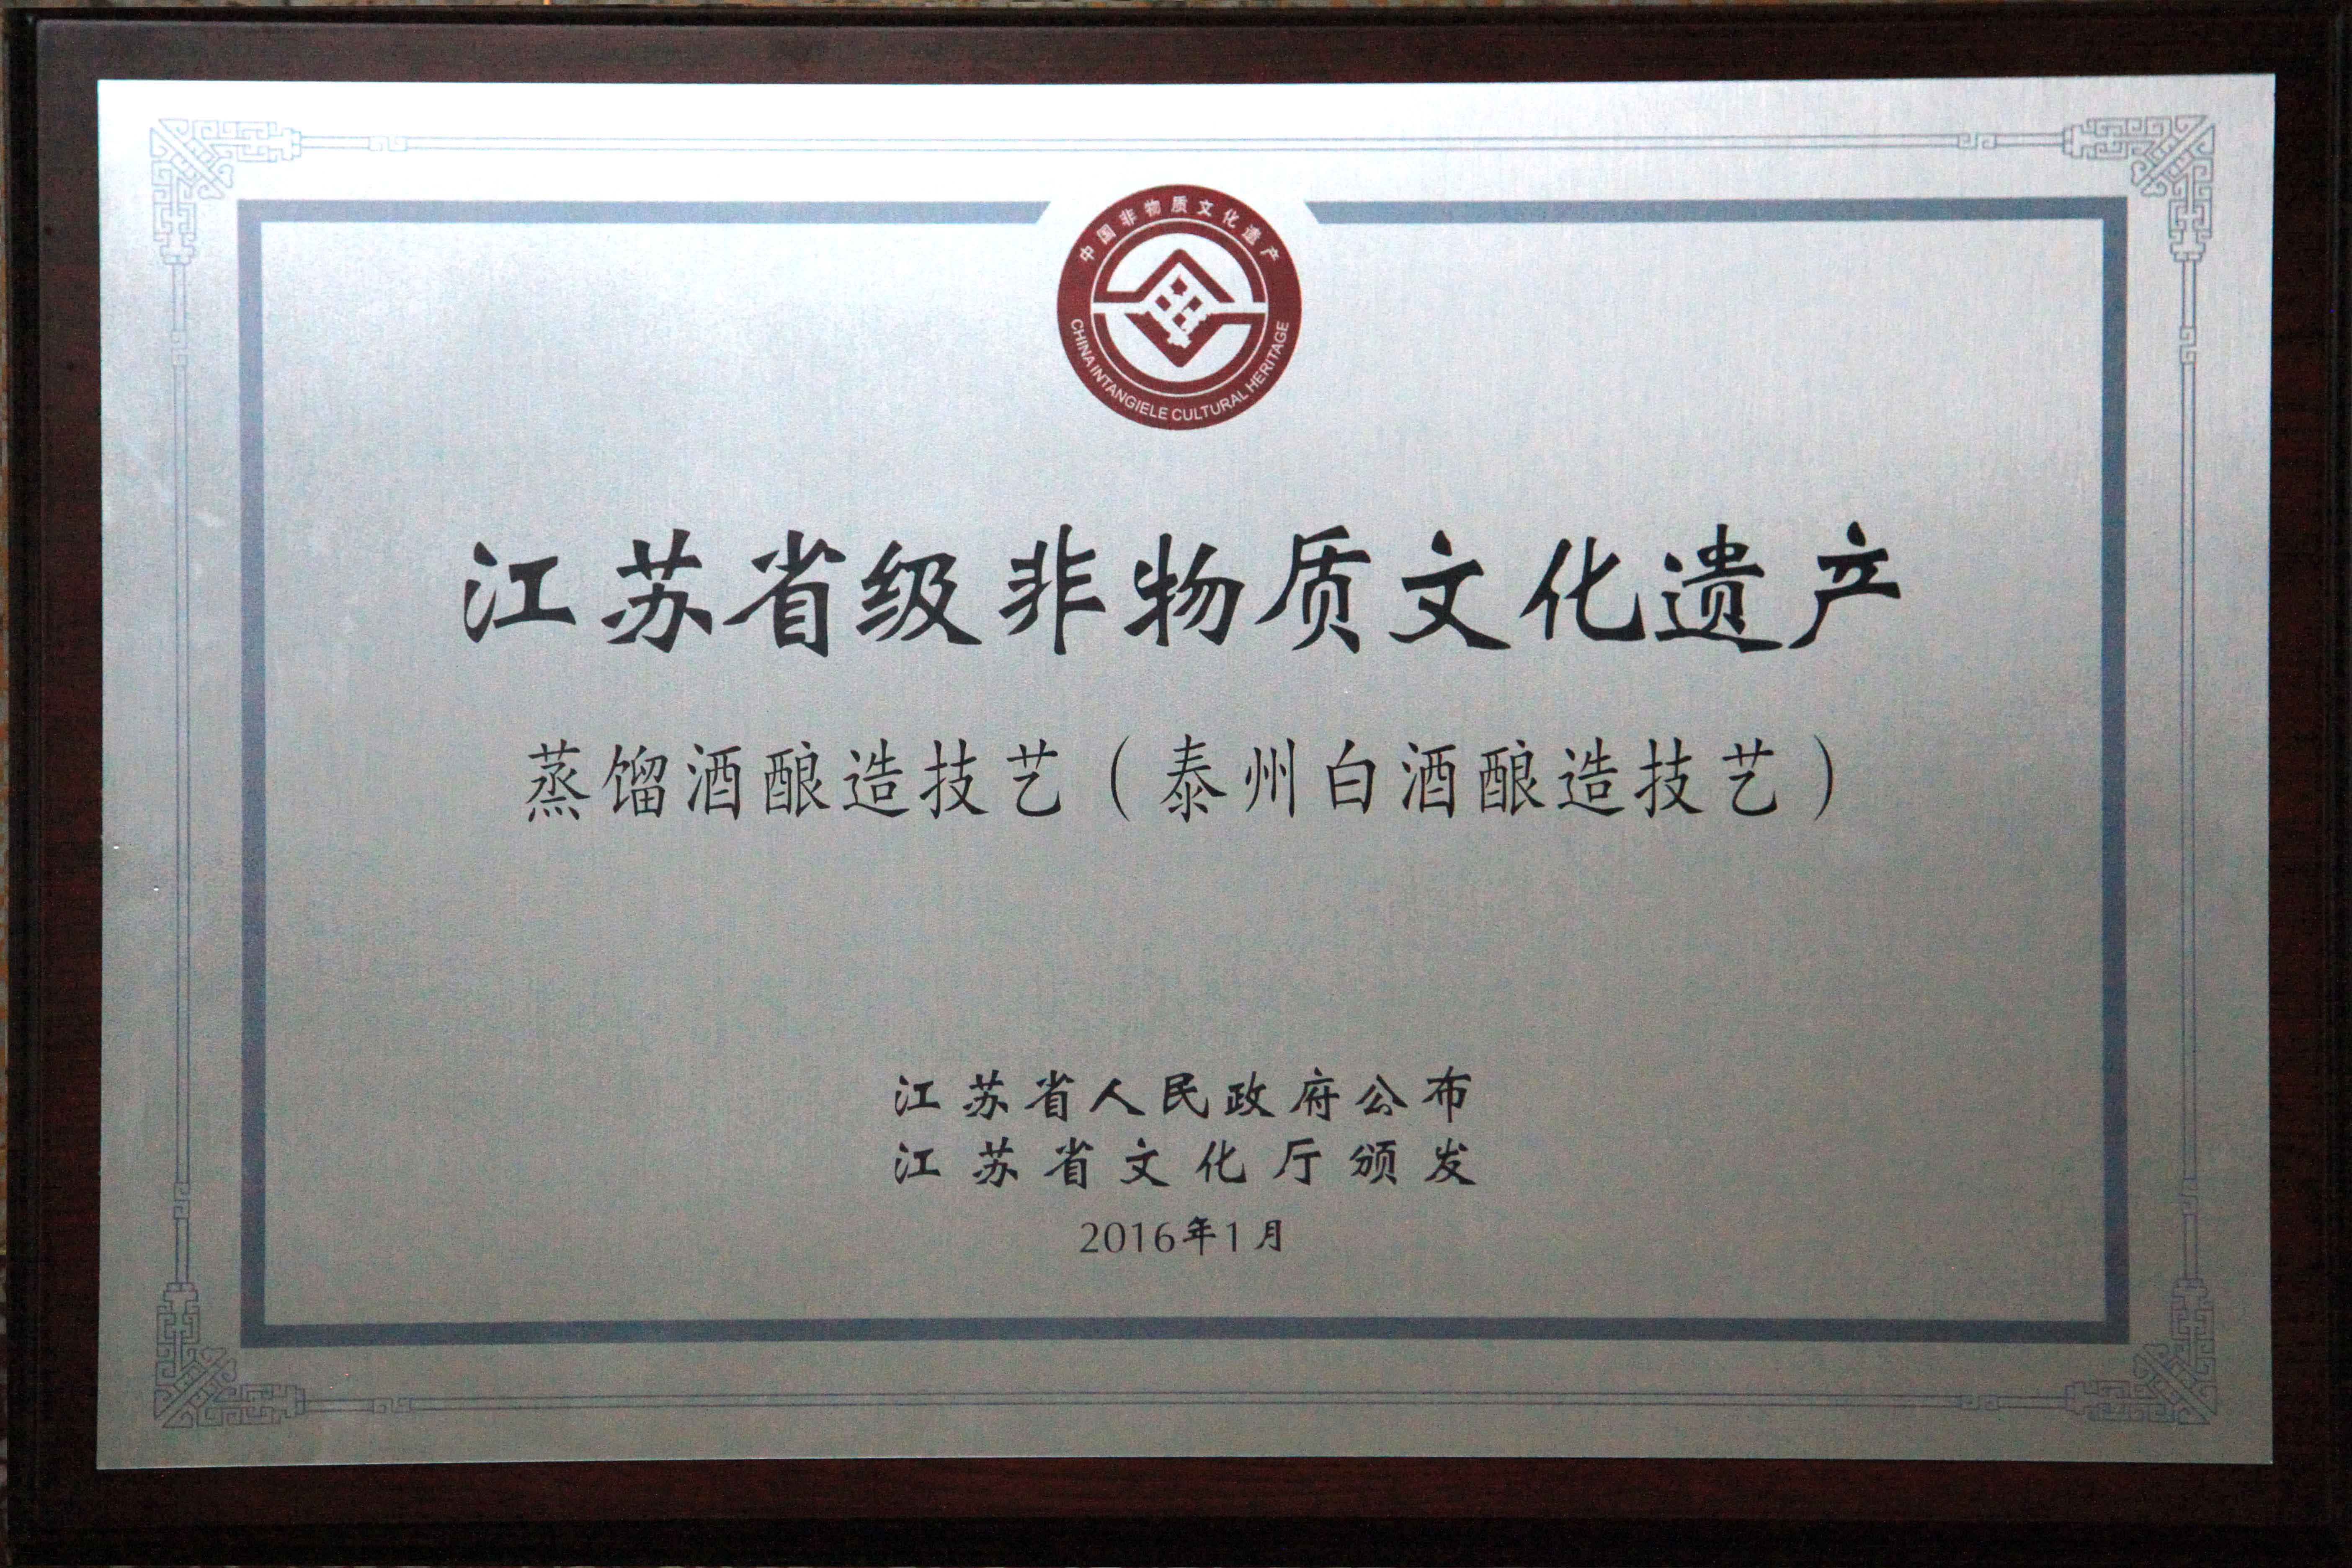 中国非物质文化遗产
CHINA INTANGIELE CULTURAL HERITAGE
江苏省级非物质文化遗产
蒸馏酒酿造技艺（泰州白酒酿造技艺）
江苏省人民政府公布
江苏省文化厅颁发
2016年1月